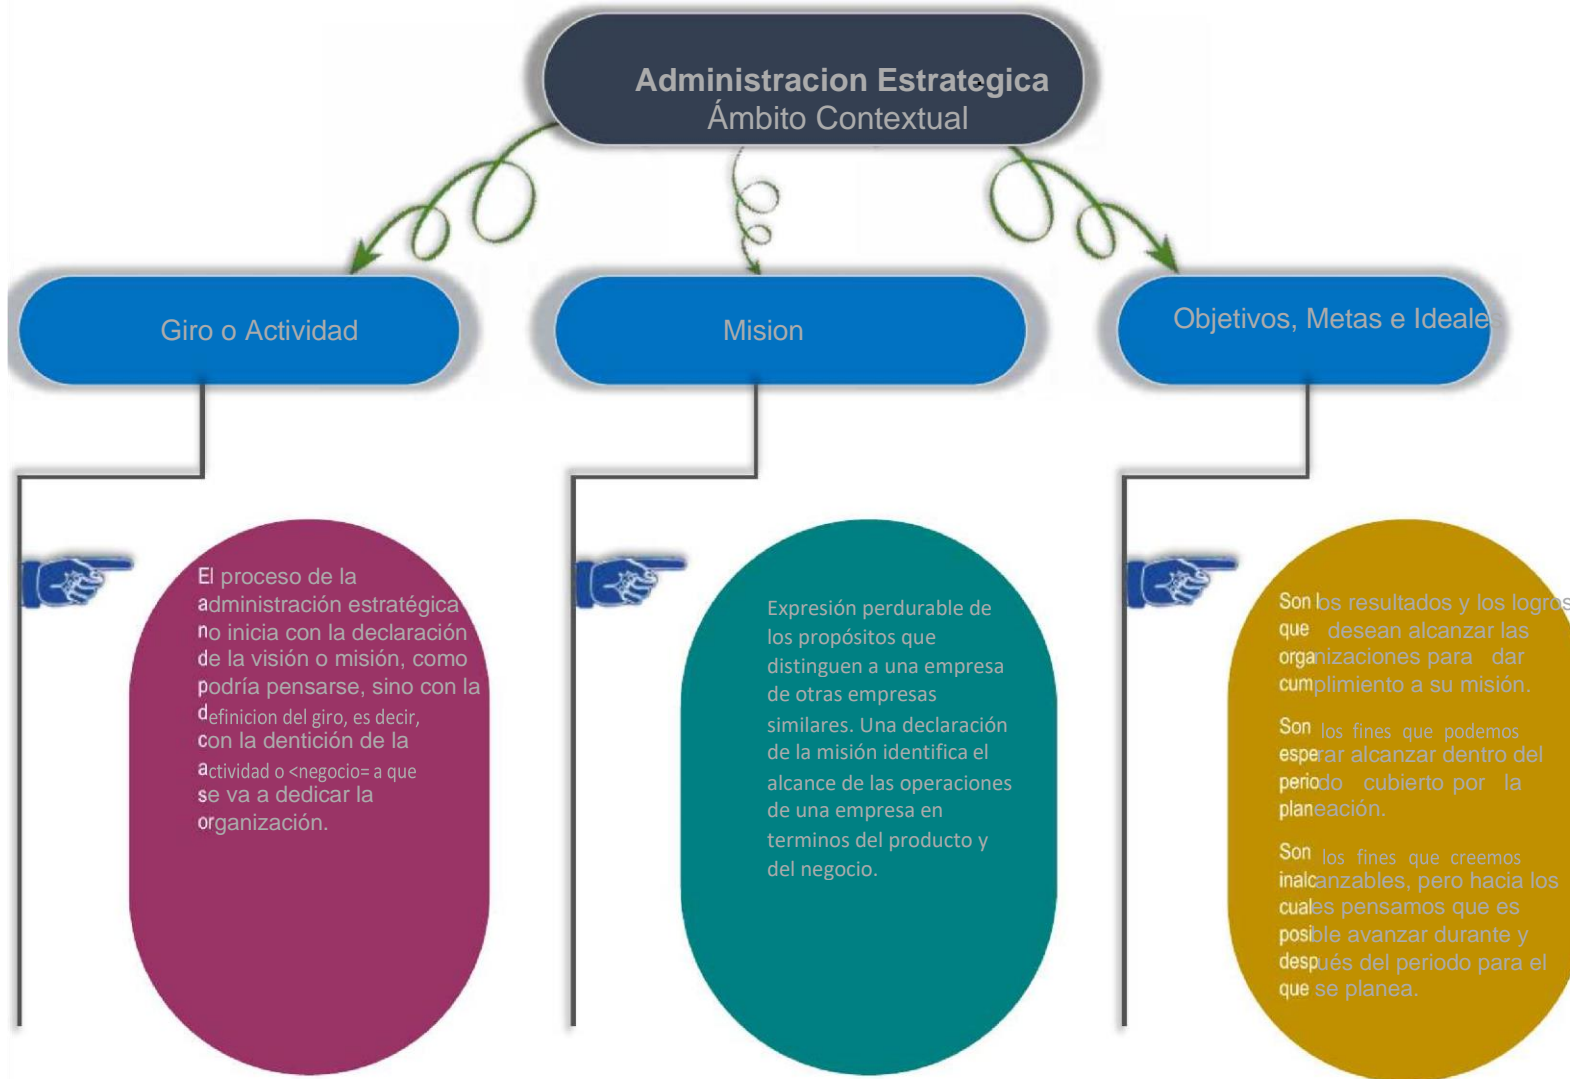 Administracion Estrategica
Ámbito Contextual
Giro o Actividad
Mision
Objetivos, Metas e Ideales
El proceso de la
administración estratégica
no inicia con la declaración
de la visión o misión, como
podría pensarse, sino con la
definicion del giro, es decir,
con la dentición de la
actividad o <negocio= a que
se va a dedicar la
organización.
Expresión perdurable de
los propósitos que
distinguen a una empresa
de otras empresas
similares. Una declaración
de la misión identifica el
alcance de las operaciones
de una empresa en
terminos del producto y
del negocio.
Son los resultados y los logros
que desean alcanzar las
organizaciones para dar
cumplimiento a su misión.
Son los fines que podemos
esperar alcanzar dentro del
periodo cubierto por la
planeación.
Son los fines que creemos
inalcanzables, pero hacia los
cuales pensamos que es
posible avanzar durante y
después del periodo para el
que se planea.